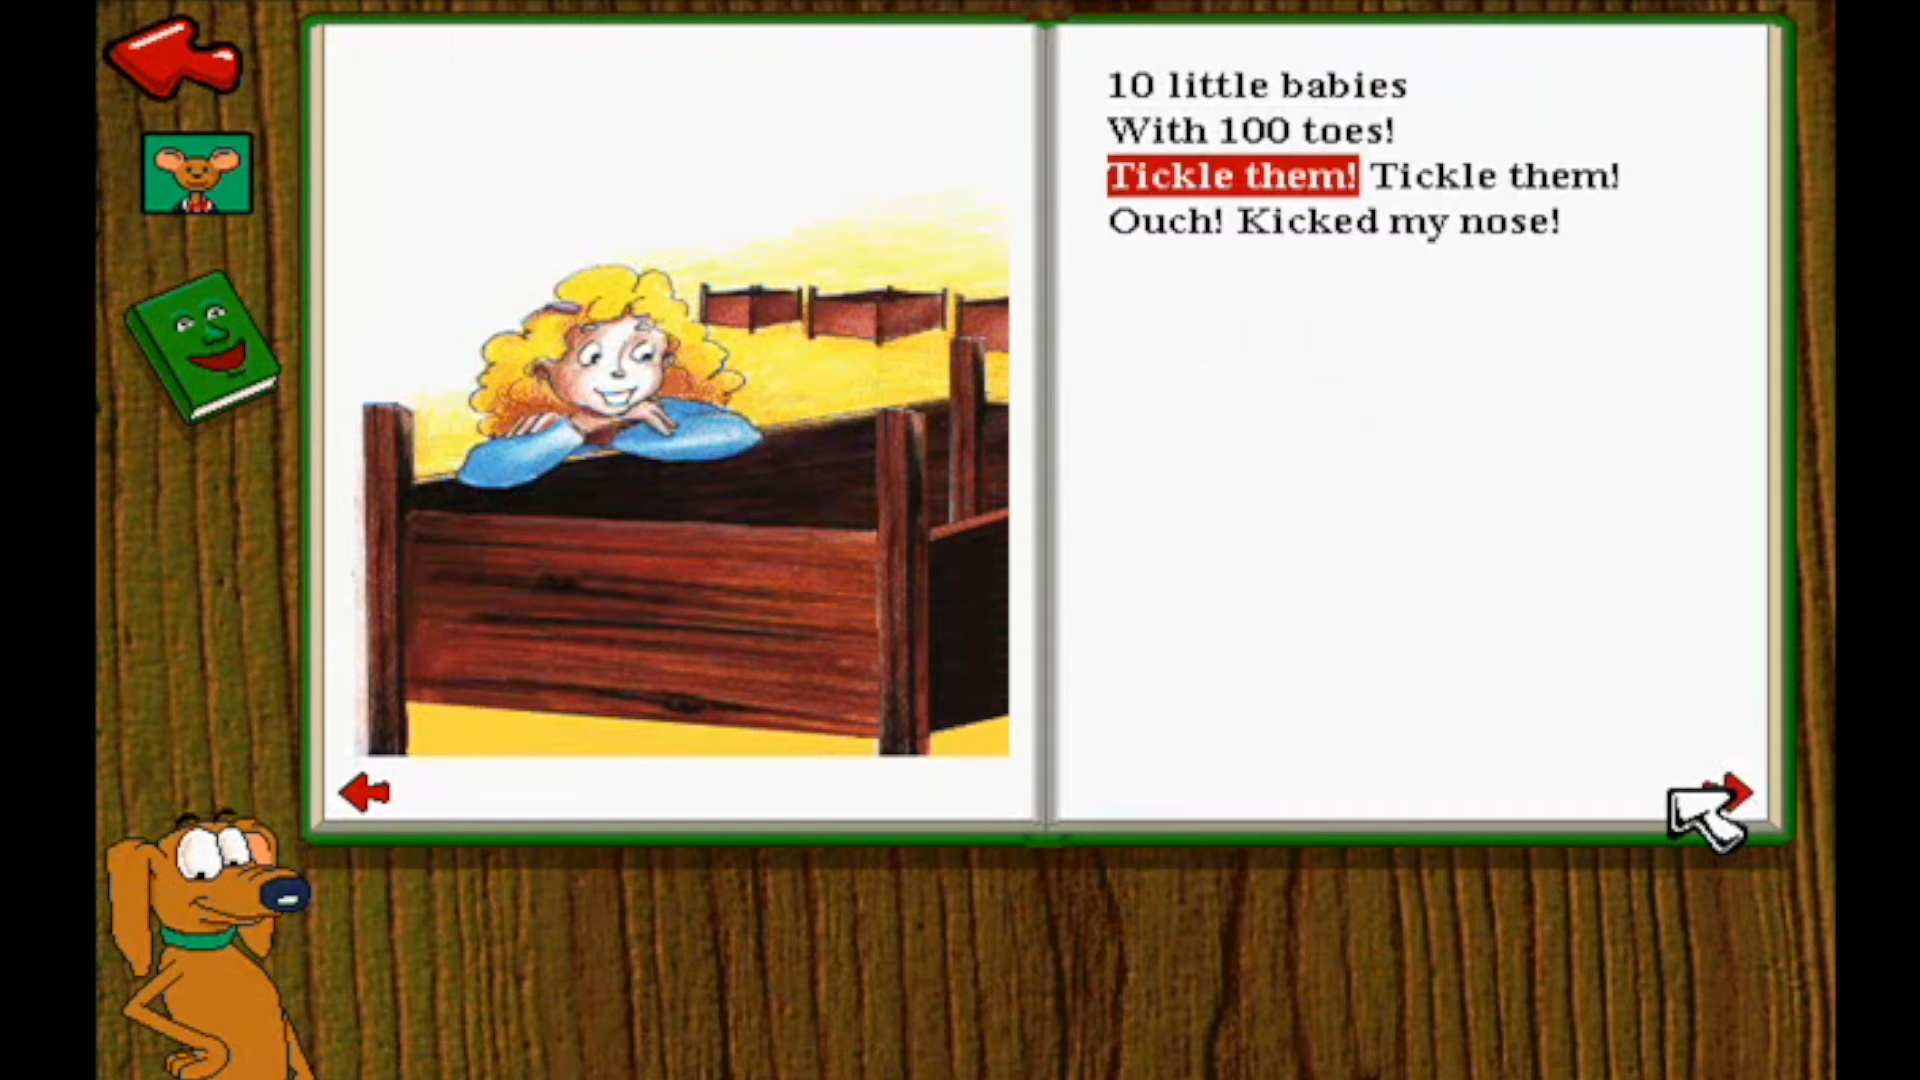 10 little babies
With 100 toes!
Tickle them! Tickle them!
Ouch! Kicked my nose!